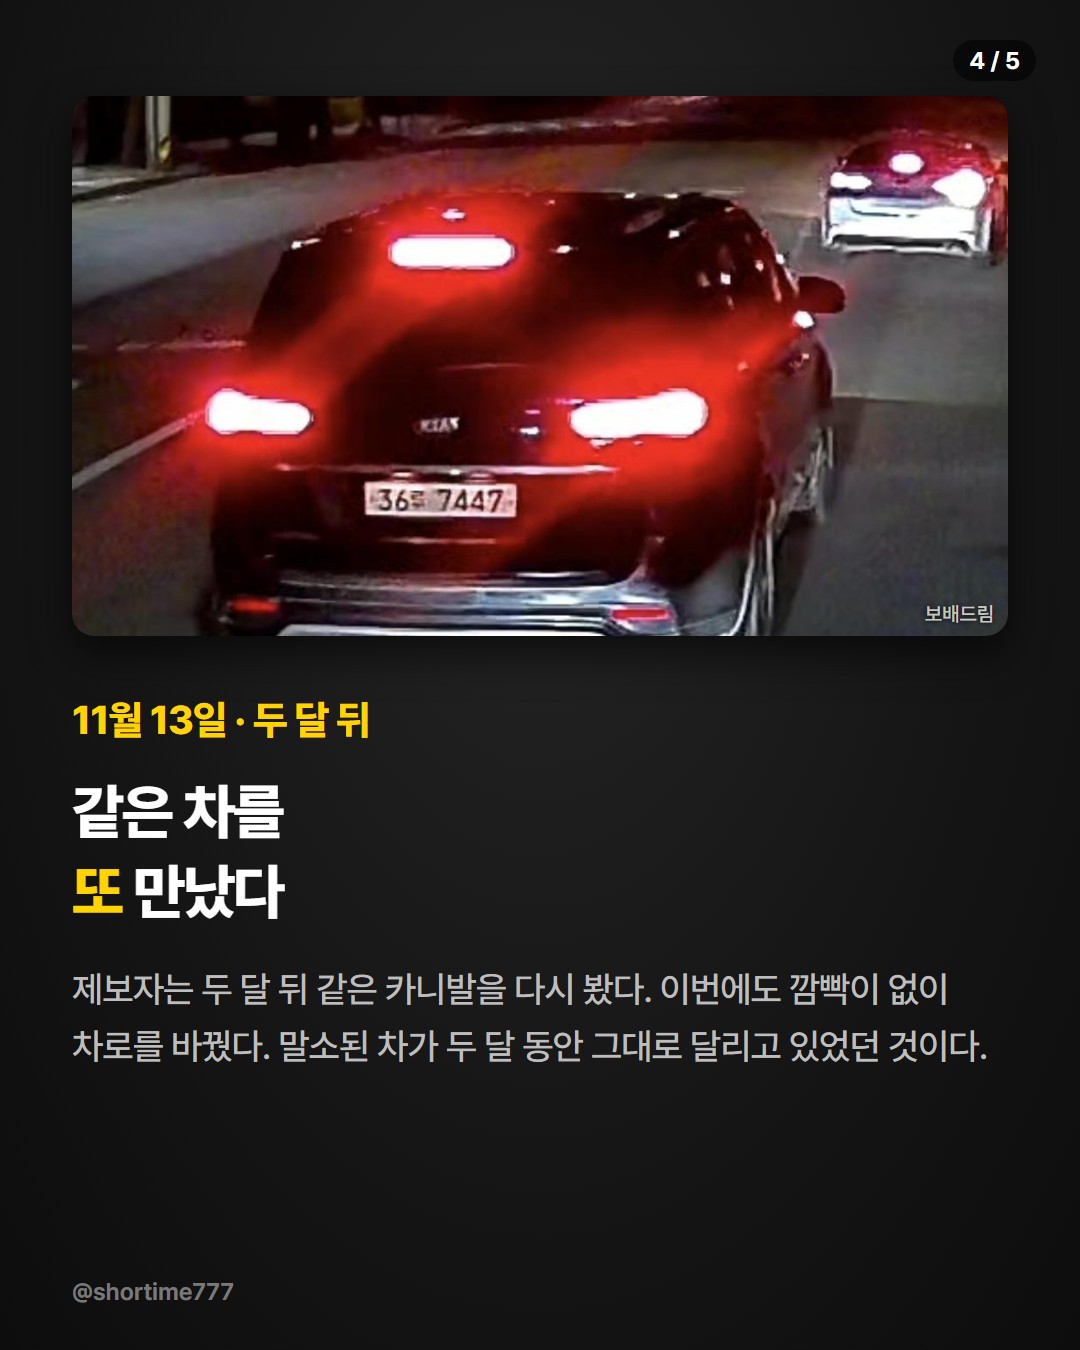 4 / 5
KIA
7447
보배드림
11월 13일 · 두 달 뒤
같은 차를
또 만났다
제보자는 두 달 뒤 같은 카니발을 다시 봤다. 이번에도 깜빡이 없이
차로를 바꿨다. 말소된 차가 두 달 동안 그대로 달리고 있었던 것이다.
@shortime777